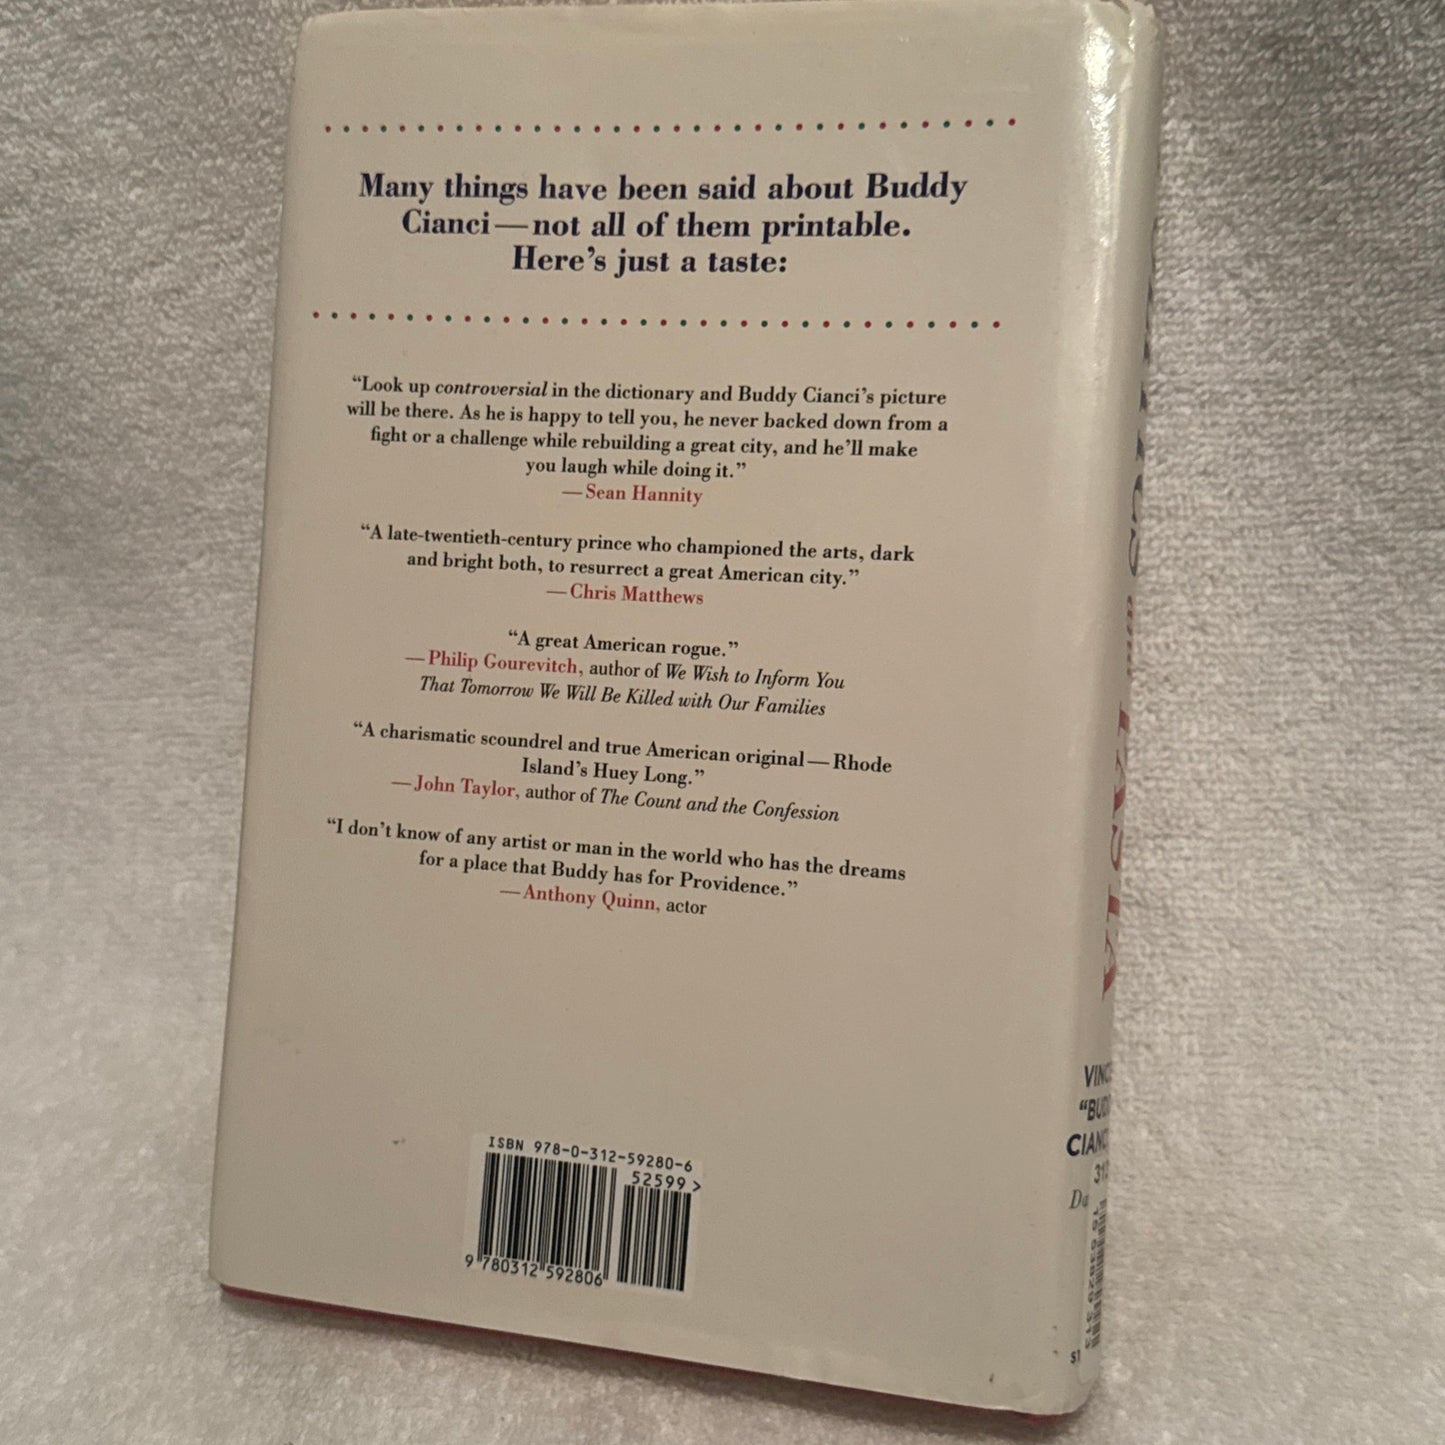 Many things have been said about Buddy
Cianci—not all of them printable.
Here's just a taste:
“Look up controversial in the dictionary and Buddy Cianci's picture
will be there. As he is happy to tell you, he never backed down from a
fight or a challenge while rebuilding a great city, and he'll make
you laugh while doing it.”
—Sean Hannity
“A late-twentieth-century prince who championed the arts, dark
and bright both, to resurrect a great American city.”
—Chris Matthews
“A great American rogue.”
—Philip Gourevitch, author of We Wish to Inform You
That Tomorrow We Will Be Killed with Our Families
“A charismatic scoundrel and true American original—Rhode
Island's Huey Long.”
—John Taylor, author of The Count and the Confession
“I don't know of any artist or man in the world who has the dreams
for a place that Buddy has for Providence.”
—Anthony Quinn, actor
ISBN 978-0-312-59280-6
52599>
9 780312 592806
PASTA
CIANCI